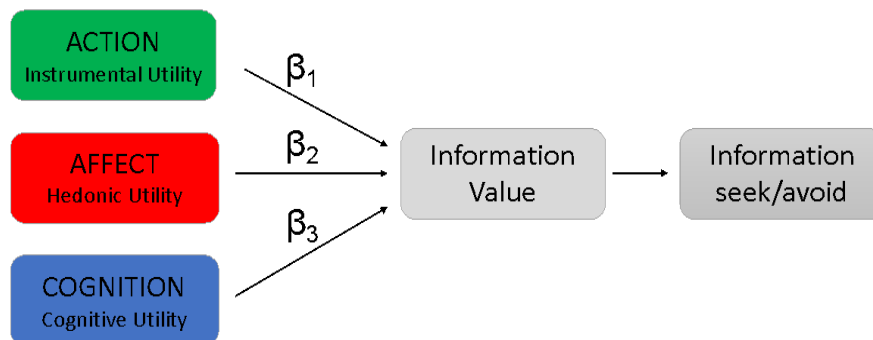 ACTION
Instrumental Utility
β1
AFFECT
Hedonic Utility
β2
COGNITION
Cognitive Utility
β3
Information
Value
Information
seek/avoid